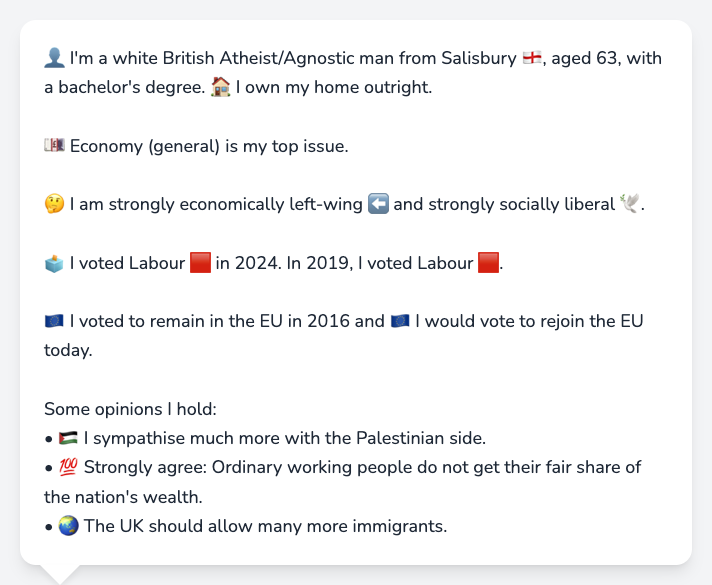 👤 I'm a white British Atheist/Agnostic man from Salisbury 🏴󠁧󠁢󠁥󠁮󠁧󠁿, aged 63, with
a bachelor's degree. 🏠 I own my home outright.
💷 Economy (general) is my top issue.
🤔 I am strongly economically left-wing ⬅️ and strongly socially liberal 🕊️.
🗳️ I voted Labour 🟥 in 2024. In 2019, I voted Labour 🟥.
🇪🇺 I voted to remain in the EU in 2016 and 🇪🇺 I would vote to rejoin the EU
today.
Some opinions I hold:
• 🇵🇸 I sympathise much more with the Palestinian side.
• 💯 Strongly agree: Ordinary working people do not get their fair share of
the nation's wealth.
• 🌏 The UK should allow many more immigrants.